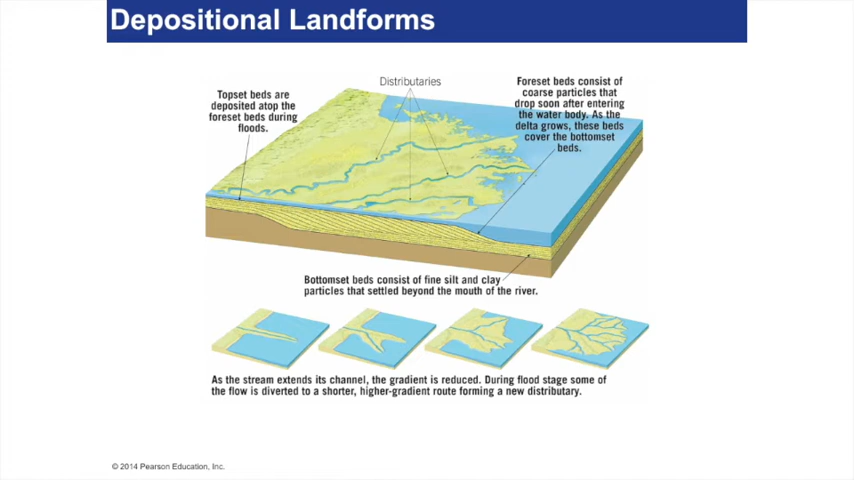 Depositional Landforms
Topset beds are
deposited atop the
foreset beds during
floods.
Distributaries
Foreset beds consist of
coarse particles that
drop soon after entering
the water body. As the
delta grows, these beds
cover the bottomset
beds.
Bottomset beds consist of fine silt and clay
particles that settled beyond the mouth of the river.
As the stream extends its channel, the gradient is reduced. During flood stage some of
the flow is diverted to a shorter, higher-gradient route forming a new distributary.
© 2014 Pearson Education, Inc.